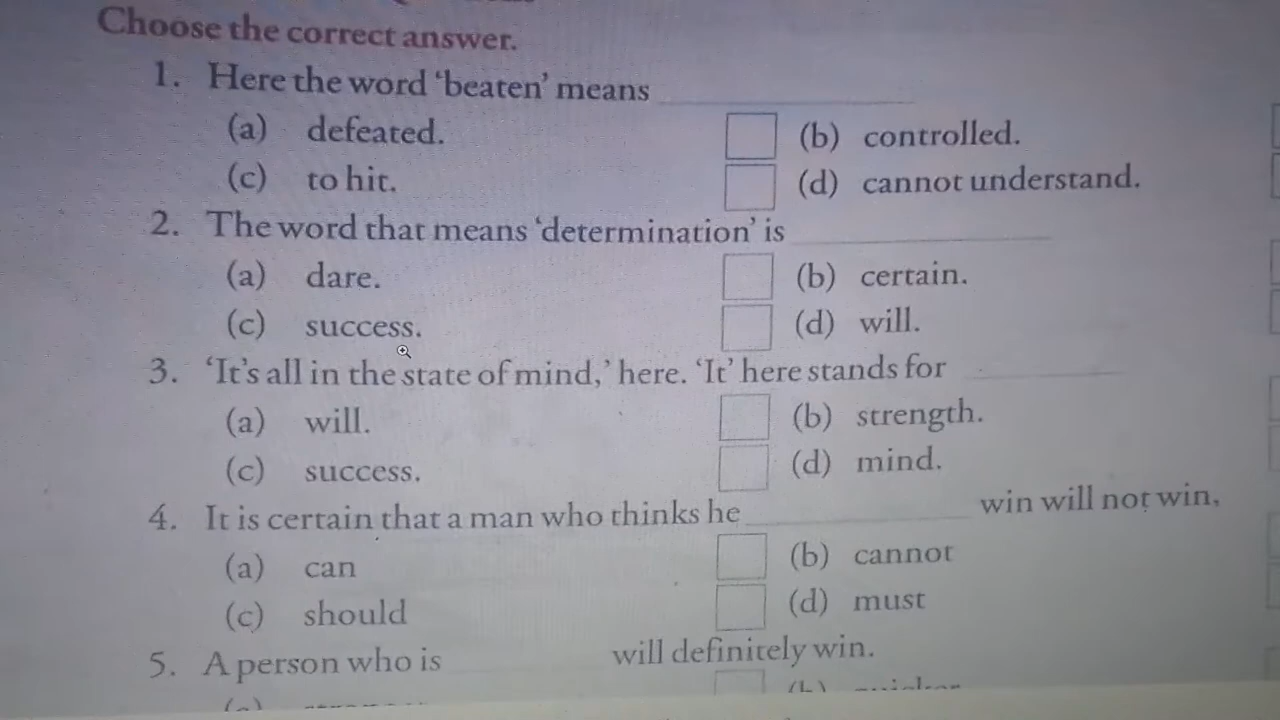 Choose the correct answer.
1. Here the word 'beaten' means
(a) defeated. (b) controlled.
(c) to hit. (d) cannot understand.
2. The word that means 'determination' is
(a) dare. (b) certain.
(c) success. (d) will.
3. 'It's all in the state of mind,' here. 'It' here stands for
(a) will. (b) strength.
(c) success. (d) mind.
4. It is certain that a man who thinks he win will not win.
(a) can (b) cannot
(c) should (d) must
5. A person who is will definitely win.